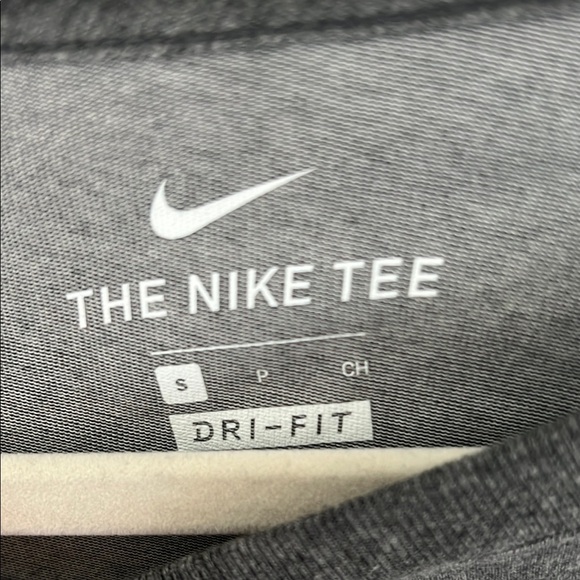 THE NIKE TEE
S P CH
DRI-FIT